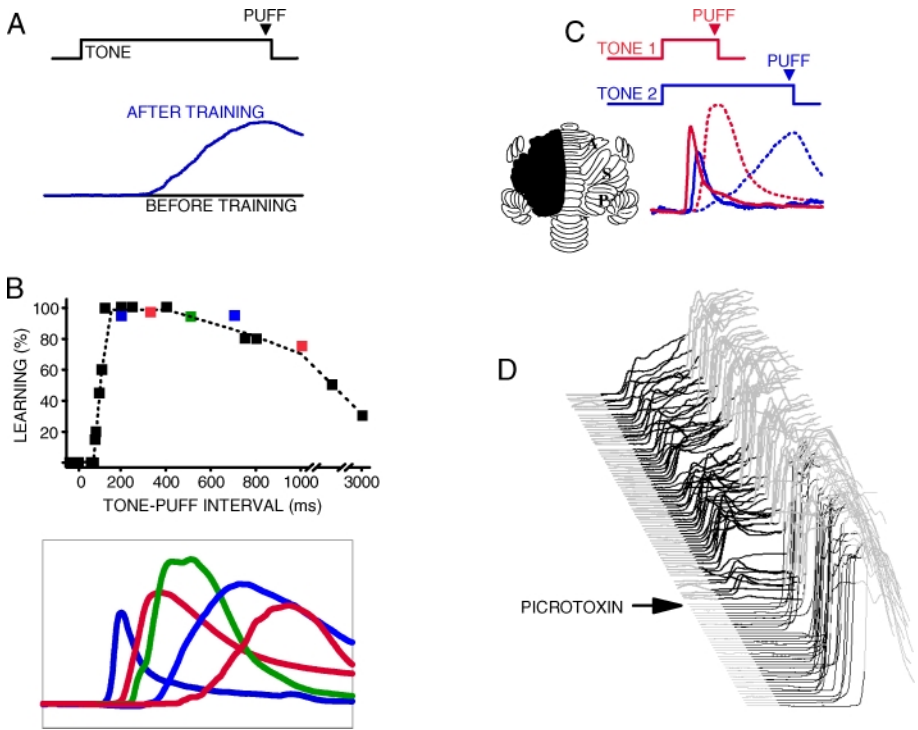 A
PUFF
TONE
AFTER TRAINING
BEFORE TRAINING
B
LEARNING (%)
100
80
60
40
20
0 200 400 600 800 1000 3000
TONE-PUFF INTERVAL (ms)
C
PUFF
TONE 1
PUFF
TONE 2
A
S
P
D
PICROTOXIN